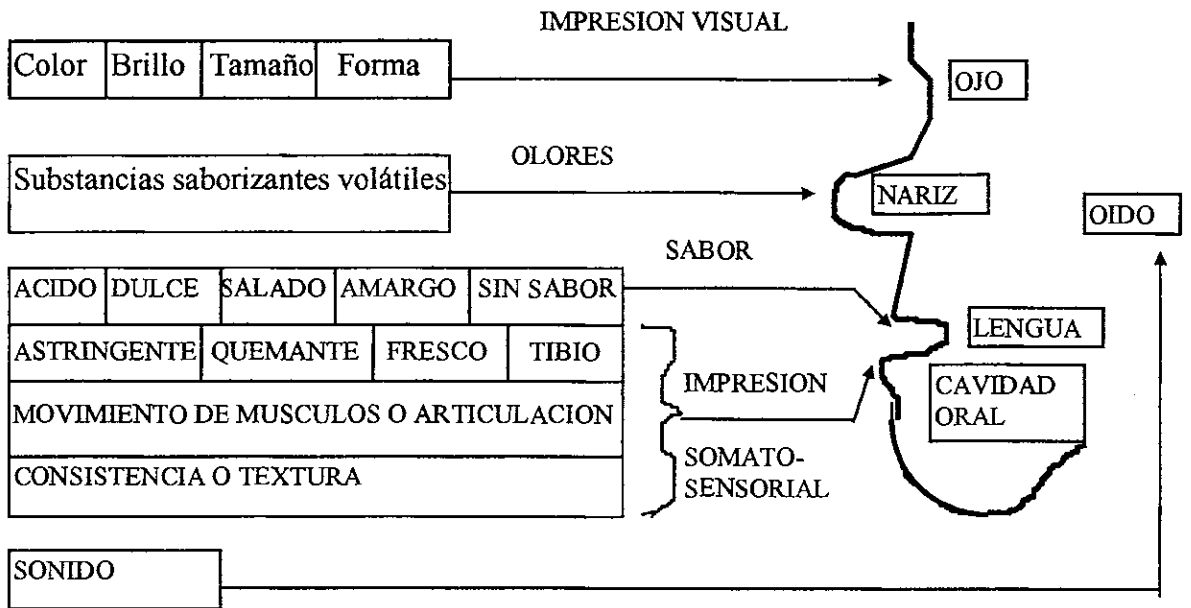 IMPRESION VISUAL
Color Brillo Tamaño Forma
OJO
OLORES
Substancias saborizantes volátiles
NARIZ
OIDO
SABOR
ACIDO DULCE SALADO AMARGO SIN SABOR
LENGUA
ASTRINGENTE QUEMANTE FRESCO TIBIO
IMPRESION
CAVIDAD
ORAL
MOVIMIENTO DE MUSCULOS O ARTICULACION
SOMATO-
SENSORIAL
CONSISTENCIA O TEXTURA
SONIDO